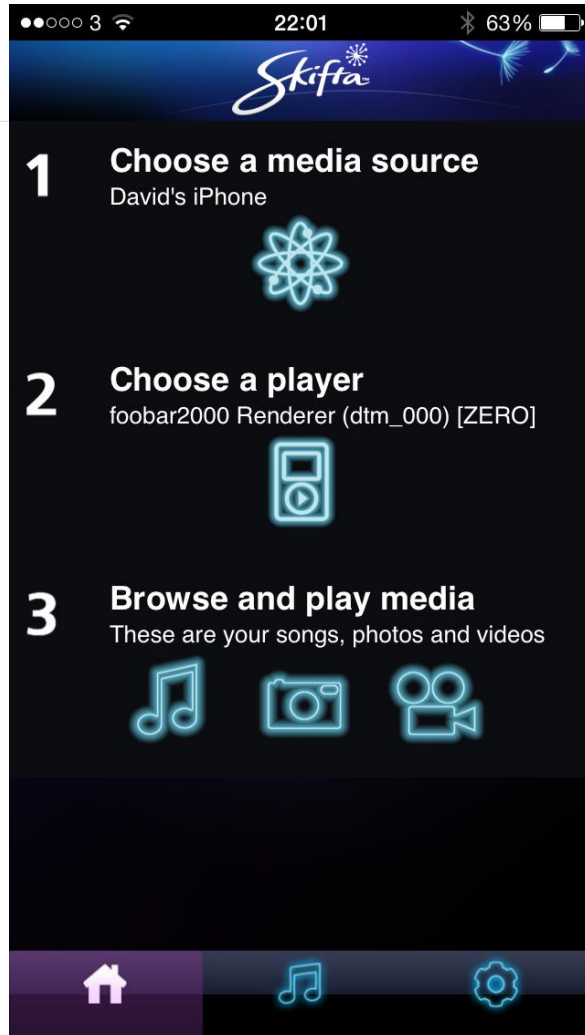 3 22:01 63%
Skifta™
1 Choose a media source
David's iPhone
2 Choose a player
foobar2000 Renderer (dtm_000) [ZERO]
3 Browse and play media
These are your songs, photos and videos